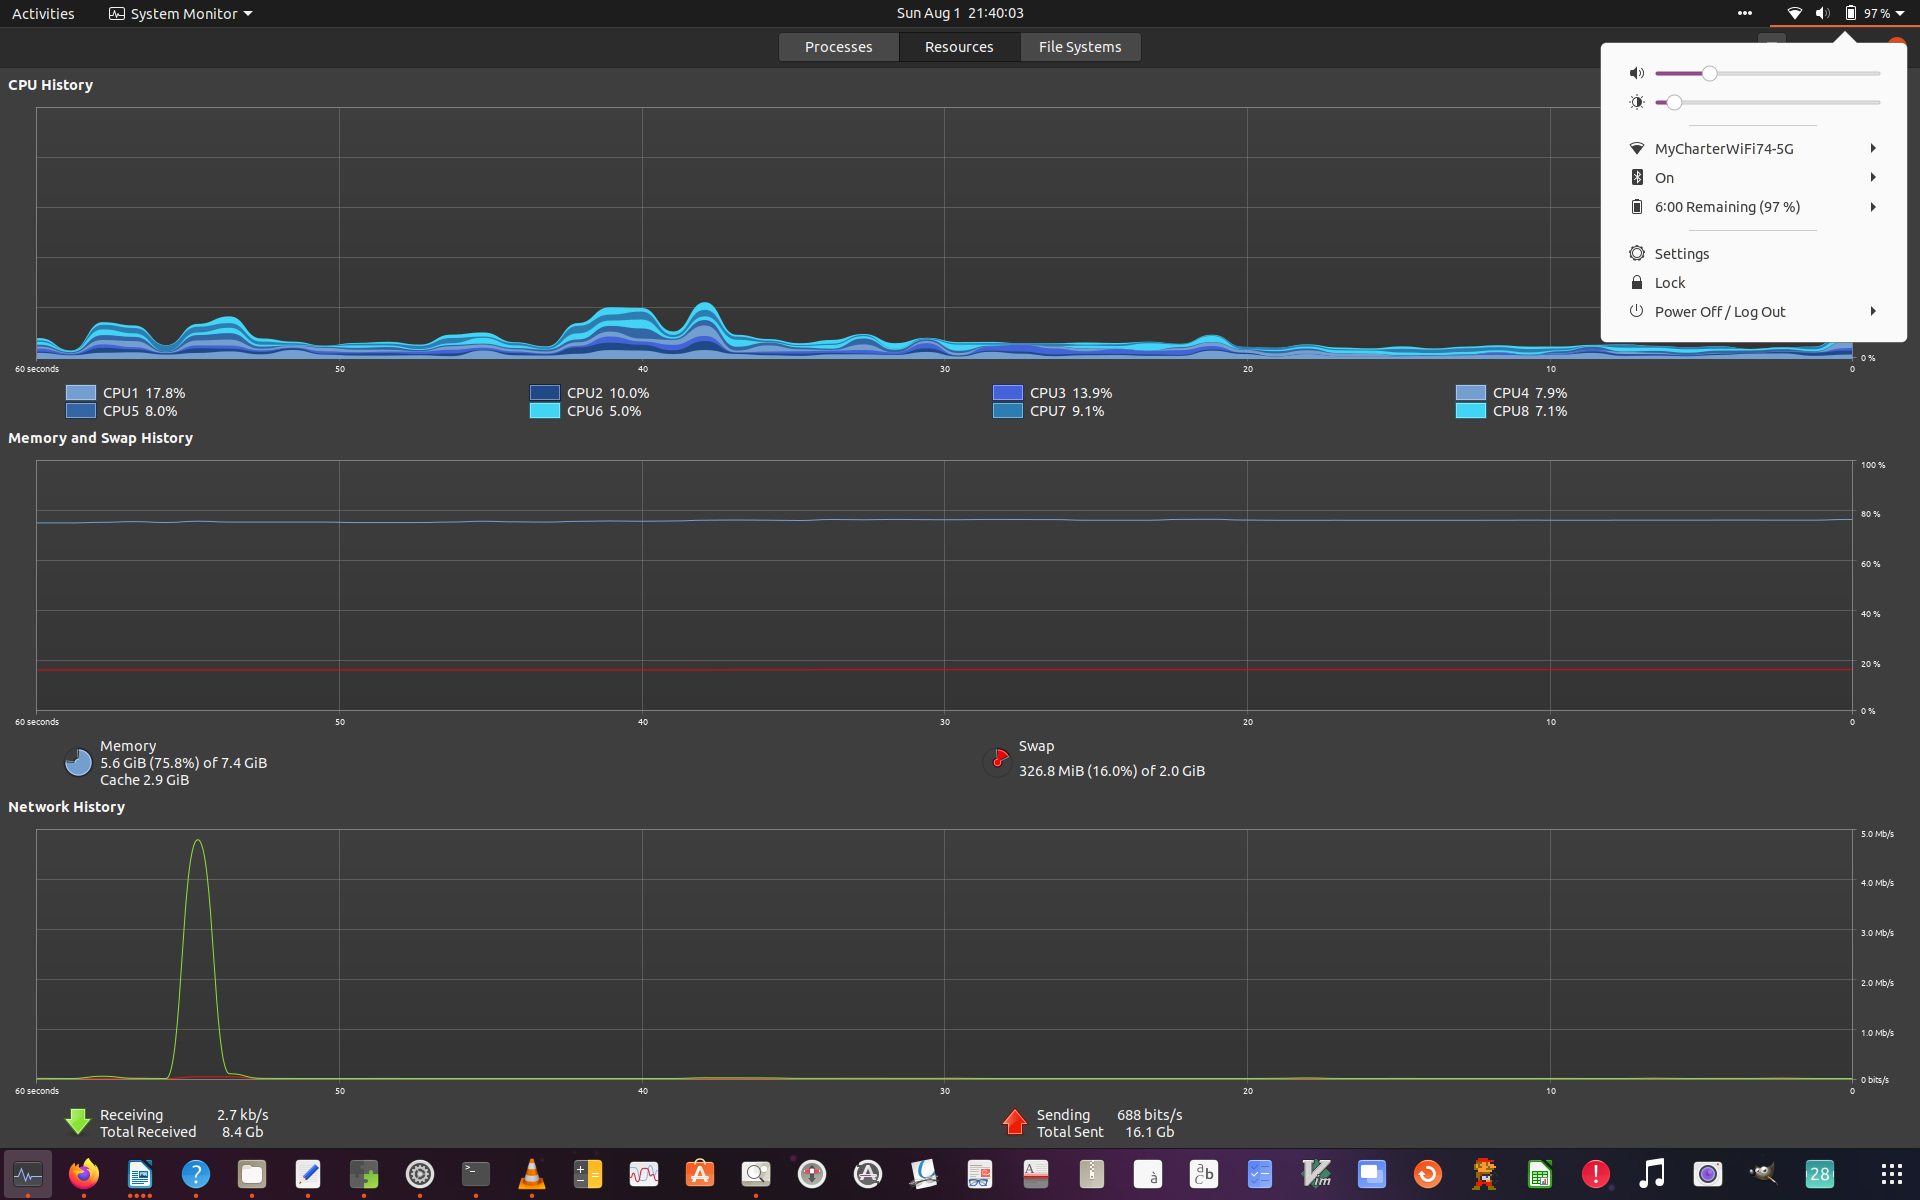 Activities
System Monitor
Sun Aug 1 21:40:03
97 %
Processes
Resources
File Systems
MyCharterWiFi74-5G
On
6:00 Remaining (97 %)
Settings
Lock
Power Off / Log Out
CPU History
0 %
60 seconds 50 40 30 20 10 0
CPU1 17.8% CPU2 10.0% CPU3 13.9% CPU4 7.9%
CPU5 8.0% CPU6 5.0% CPU7 9.1% CPU8 7.1%
Memory and Swap History
100 %
80 %
60 %
40 %
20 %
0 %
60 seconds 50 40 30 20 10 0
Memory
5.6 GiB (75.8%) of 7.4 GiB
Cache 2.9 GiB
Swap
326.8 MiB (16.0%) of 2.0 GiB
Network History
5.0 Mb/s
4.0 Mb/s
3.0 Mb/s
2.0 Mb/s
1.0 Mb/s
0 bits/s
60 seconds 50 40 30 20 10 0
Receiving 2.7 kb/s
Total Received 8.4 Gb
Sending 688 bits/s
Total Sent 16.1 Gb
?
>_
A
à
a b C
Vim
!
28